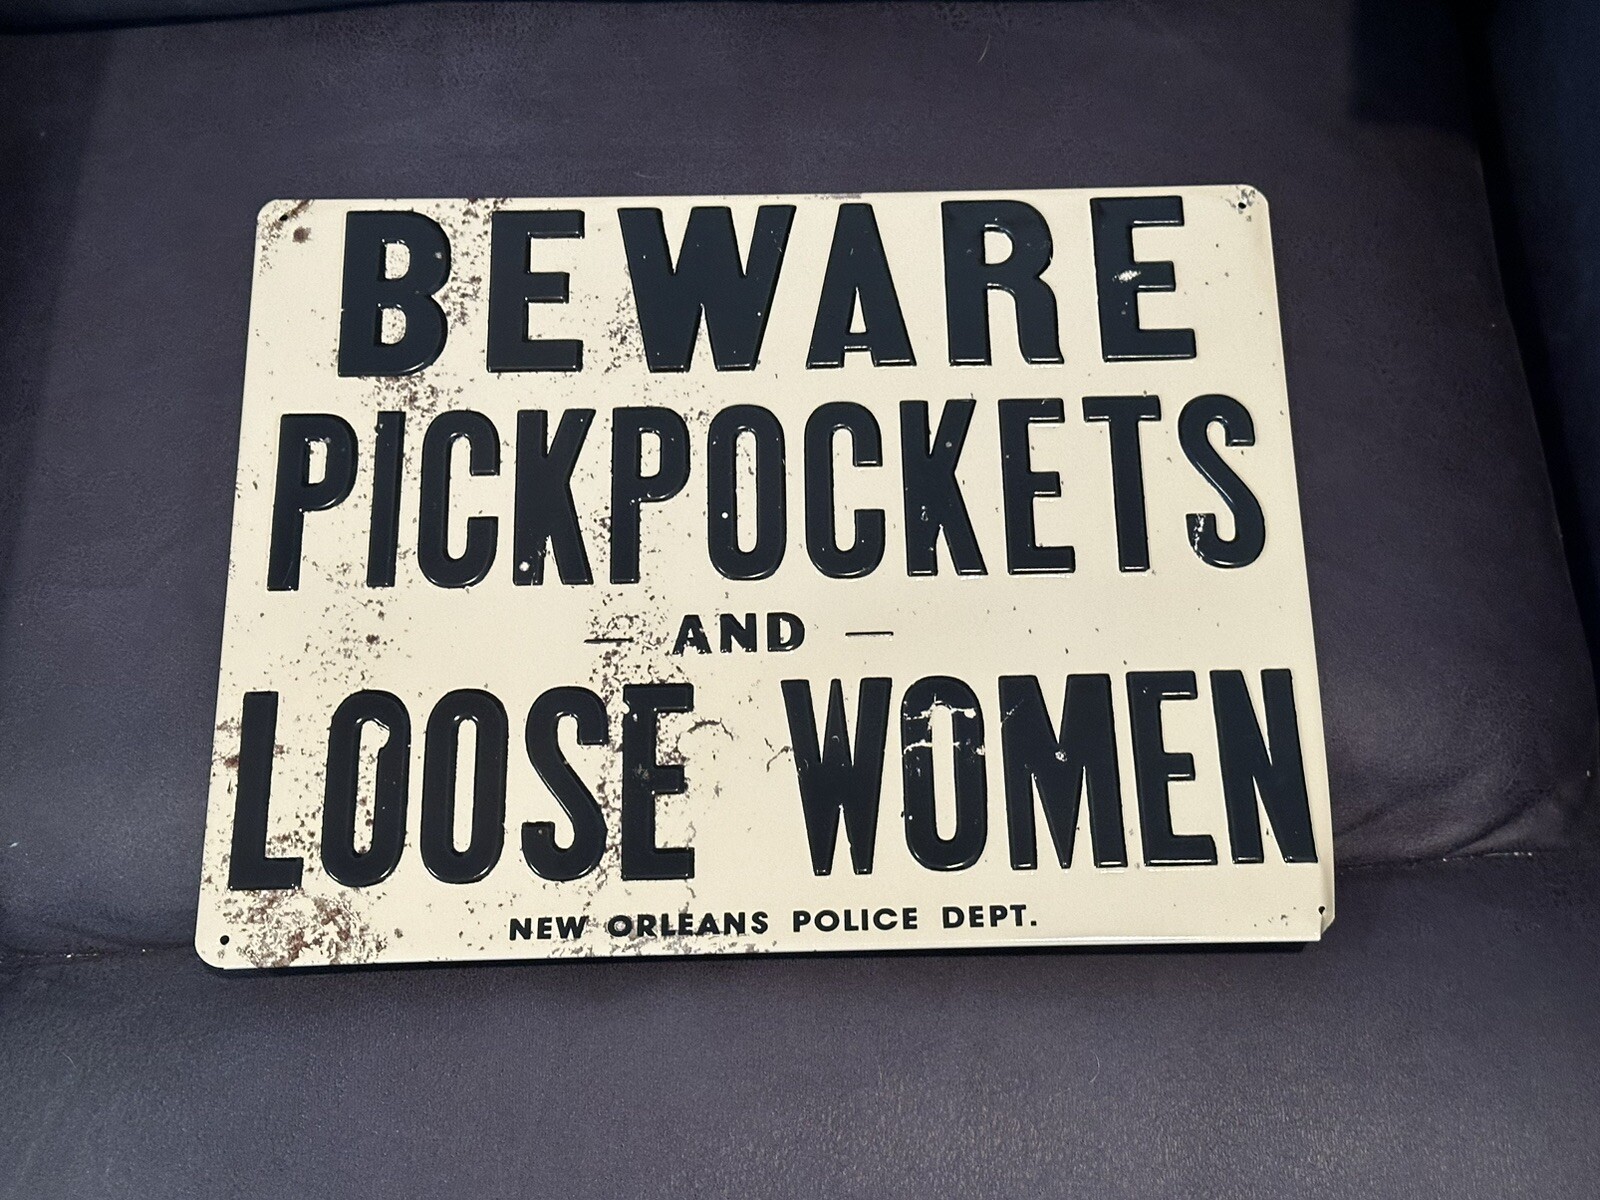 BEWARE
PICKPOCKETS
— AND —
LOOSE WOMEN
NEW ORLEANS POLICE DEPT.